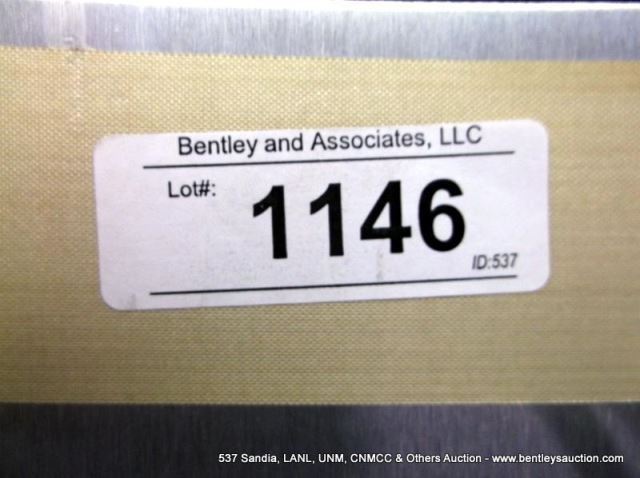 Bentley and Associates, LLC
Lot#:
1146
ID:537
537 Sandia, LANL, UNM, CNMCC & Others Auction - www.bentleysauction.com